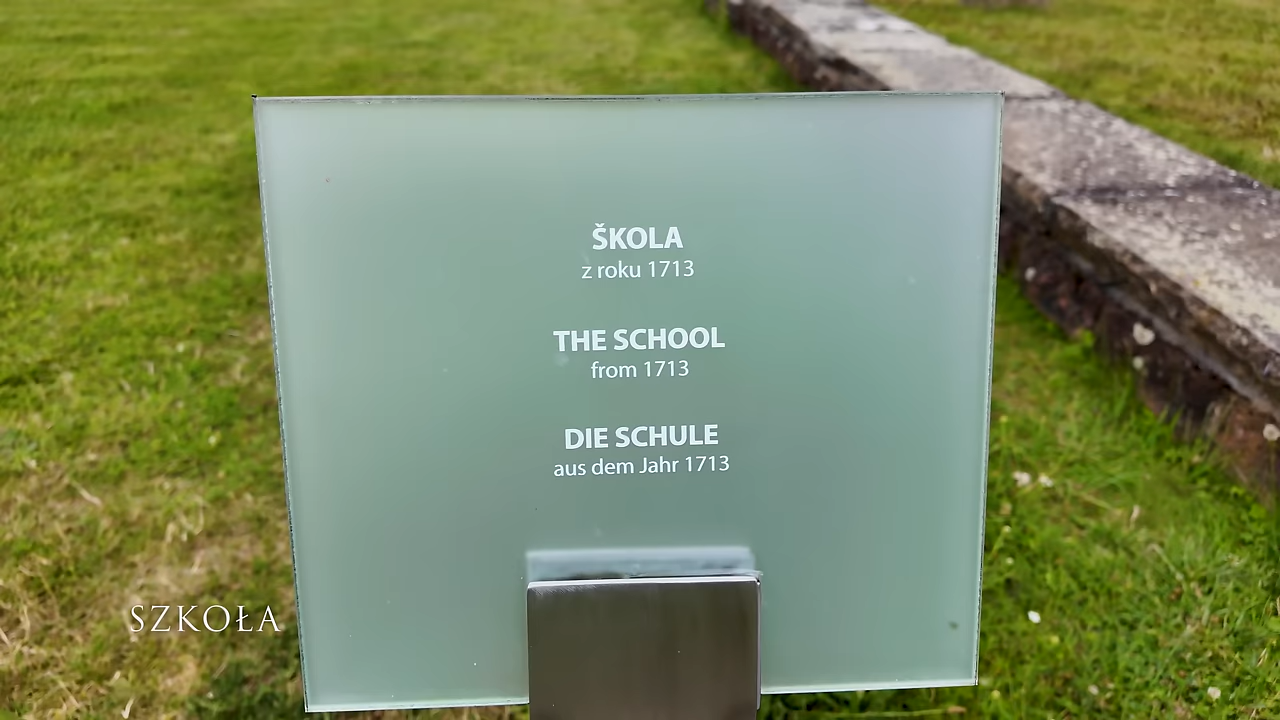 ŠKOLA
z roku 1713
THE SCHOOL
from 1713
DIE SCHULE
aus dem Jahr 1713
SZKOŁA